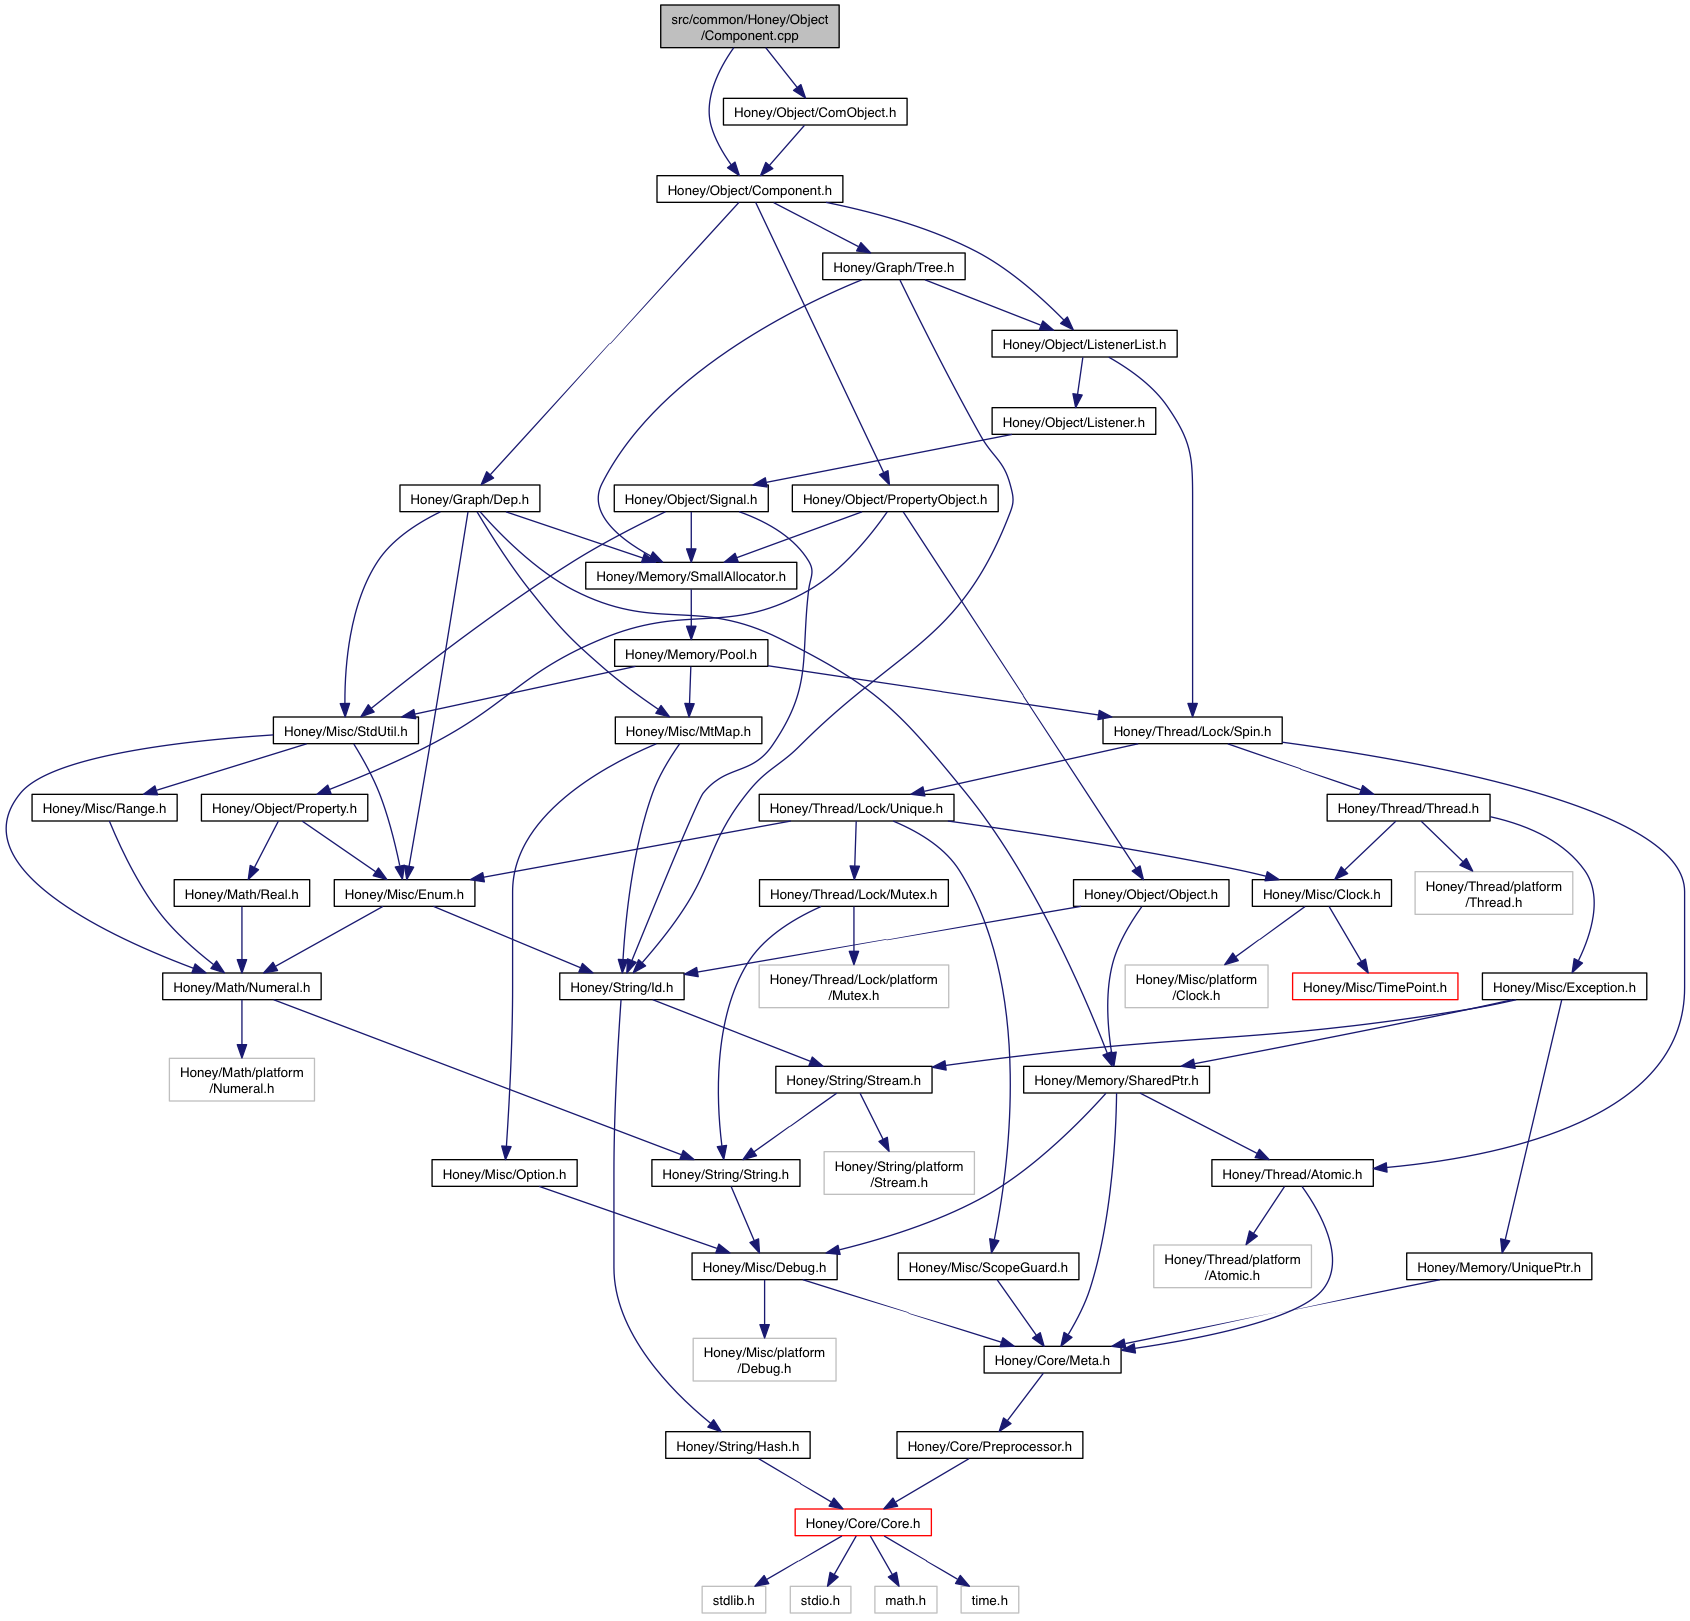 src/common/Honey/Object
/Component.cpp
Honey/Object/ComObject.h
Honey/Object/Component.h
Honey/Graph/Tree.h
Honey/Object/ListenerList.h
Honey/Object/Listener.h
Honey/Graph/Dep.h
Honey/Object/Signal.h
Honey/Object/PropertyObject.h
Honey/Memory/SmallAllocator.h
Honey/Memory/Pool.h
Honey/Misc/StdUtil.h
Honey/Misc/MtMap.h
Honey/Thread/Lock/Spin.h
Honey/Misc/Range.h
Honey/Object/Property.h
Honey/Thread/Lock/Unique.h
Honey/Thread/Thread.h
Honey/Math/Real.h
Honey/Misc/Enum.h
Honey/Thread/Lock/Mutex.h
Honey/Object/Object.h
Honey/Misc/Clock.h
Honey/Thread/platform
/Thread.h
Honey/Math/Numeral.h
Honey/String/Id.h
Honey/Thread/Lock/platform
/Mutex.h
Honey/Misc/platform
/Clock.h
Honey/Misc/TimePoint.h
Honey/Misc/Exception.h
Honey/Math/platform
/Numeral.h
Honey/String/Stream.h
Honey/Memory/SharedPtr.h
Honey/Misc/Option.h
Honey/String/String.h
Honey/String/platform
/Stream.h
Honey/Thread/Atomic.h
Honey/Misc/Debug.h
Honey/Misc/ScopeGuard.h
Honey/Thread/platform
/Atomic.h
Honey/Memory/UniquePtr.h
Honey/Misc/platform
/Debug.h
Honey/Core/Meta.h
Honey/String/Hash.h
Honey/Core/Preprocessor.h
Honey/Core/Core.h
stdlib.h
stdio.h
math.h
time.h